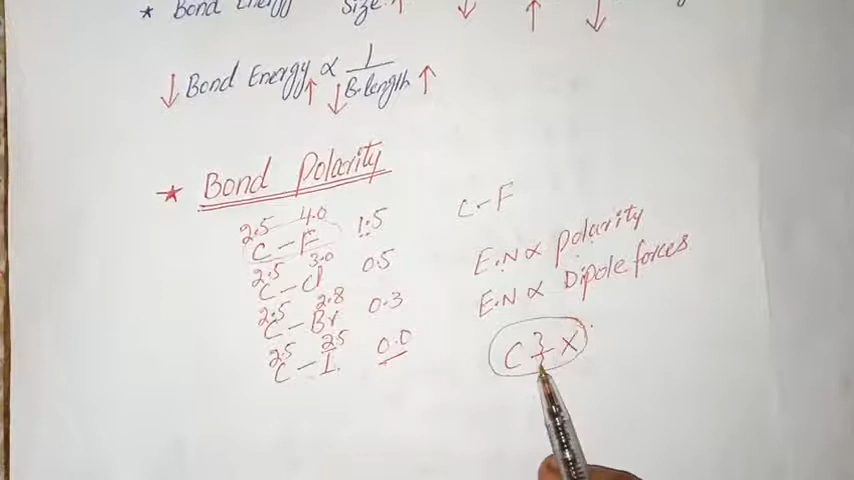 * Bond Energy Size ↑ ↓ ↑ ↓
↓ Bond Energy ↑ ∝ 1 / ↓ B.length ↑
* Bond Polarity
2.5 4.0
C – F 1.5
2.5 3.0
C – Cl 0.5
2.5 2.8
C – Br 0.3
2.5 2.5
C – I. 0.0
C – F
E.N ∝ polarity
E.N ∝ Dipole forces
C – X